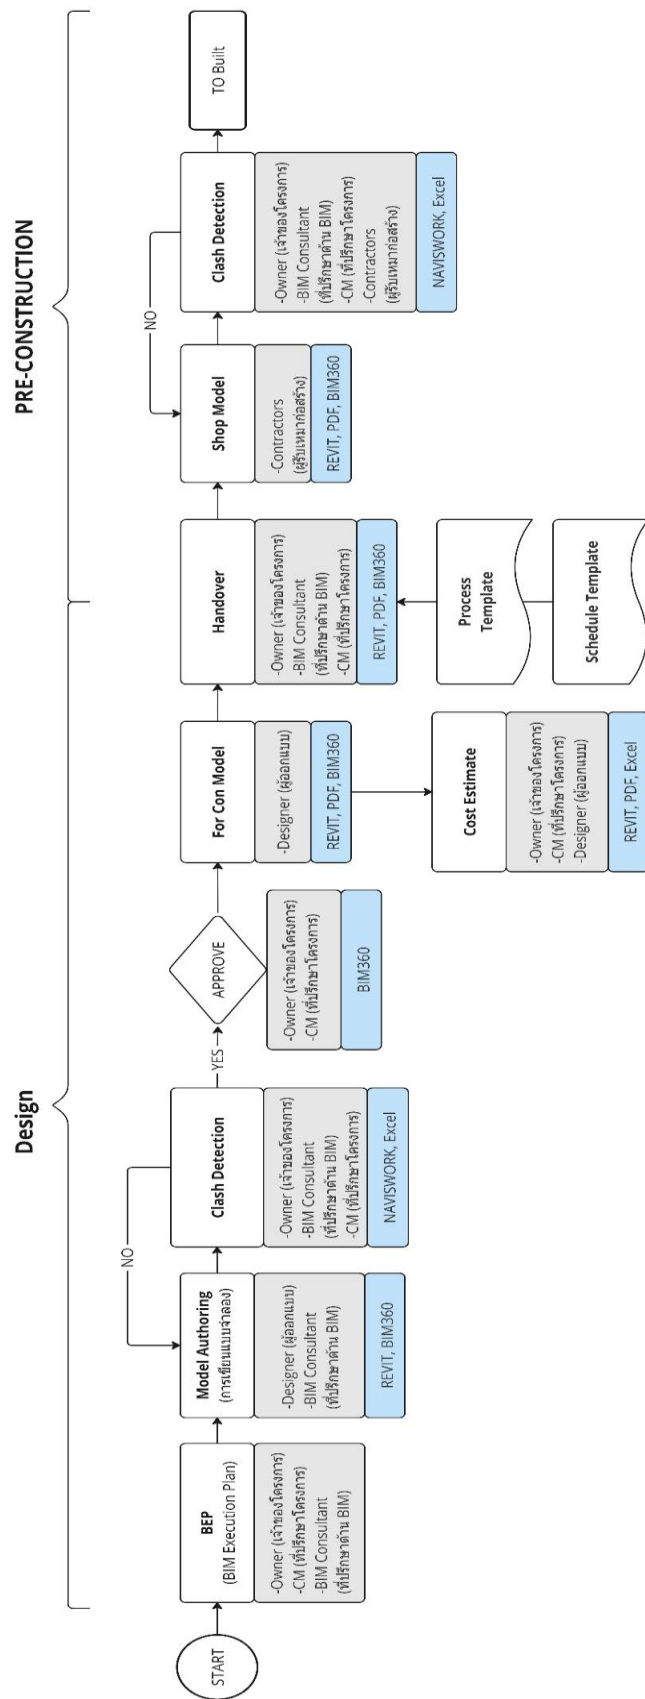 Design
PRE-CONSTRUCTION
START
BEP
(BIM Execution Plan)
-Owner (เจ้าของโครงการ)
-CM (ที่ปรึกษาโครงการ)
-BIM Consultant
(ที่ปรึกษาด้าน BIM)
NO
Model Authoring
(การเขียนแบบจำลอง)
-Designer (ผู้ออกแบบ)
-BIM Consultant
(ที่ปรึกษาด้าน BIM)
REVIT, BIM360
Clash Detection
-Owner (เจ้าของโครงการ)
-BIM Consultant
(ที่ปรึกษาด้าน BIM)
-CM (ที่ปรึกษาโครงการ)
NAVISWORK, Excel
YES
APPROVE
-Owner (เจ้าของโครงการ)
-CM (ที่ปรึกษาโครงการ)
BIM360
For Con Model
-Designer (ผู้ออกแบบ)
REVIT, PDF, BIM360
Cost Estimate
-Owner (เจ้าของโครงการ)
-CM (ที่ปรึกษาโครงการ)
-Designer (ผู้ออกแบบ)
REVIT, PDF, Excel
Handover
-Owner (เจ้าของโครงการ)
-BIM Consultant
(ที่ปรึกษาด้าน BIM)
-CM (ที่ปรึกษาโครงการ)
REVIT, PDF, BIM360
Process
Template
Schedule Template
NO
Shop Model
-Contractors
(ผู้รับเหมาก่อสร้าง)
REVIT, PDF, BIM360
Clash Detection
-Owner (เจ้าของโครงการ)
-BIM Consultant
(ที่ปรึกษาด้าน BIM)
-CM (ที่ปรึกษาโครงการ)
-Contractors
(ผู้รับเหมาก่อสร้าง)
NAVISWORK, Excel
TO Built